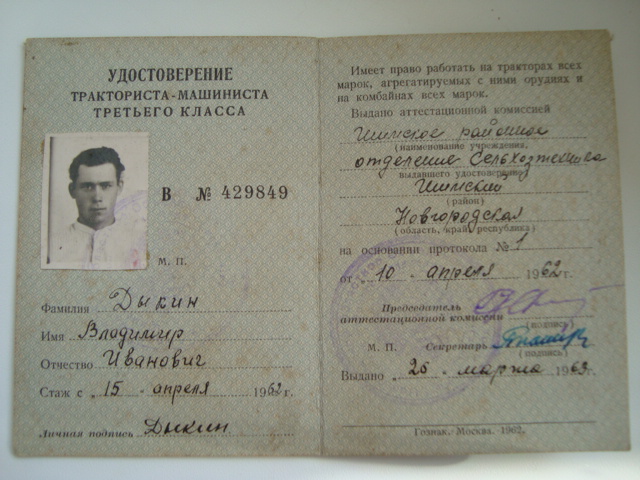 УДОСТОВЕРЕНИЕ
ТРАКТОРИСТА-МАШИНИСТА
ТРЕТЬЕГО КЛАССА
В № 429849
М. П.
Фамилия Дыкин
Имя Владимир
Отчество Иванович
Стаж с „15 " апреля 1962 г.
Личная подпись Дыкин
Имеет право работать на тракторах всех
марок, агрегатируемых с ними орудиях и
на комбайнах всех марок.
Выдано аттестационной комиссией
Шимское районное
(наименование учреждения,
отделение Сельхозтехника
выдавшего удостоверение)
Шимский
(район)
Новгородская
(область, край, республика)
на основании протокола № 1
от „10 " апреля 1962 г.
Председатель
аттестационной комиссии
(подпись)
М. П. Секретарь
(подпись)
Выдано „25 " марта 1963 г.
Гознак. Москва. 1962.